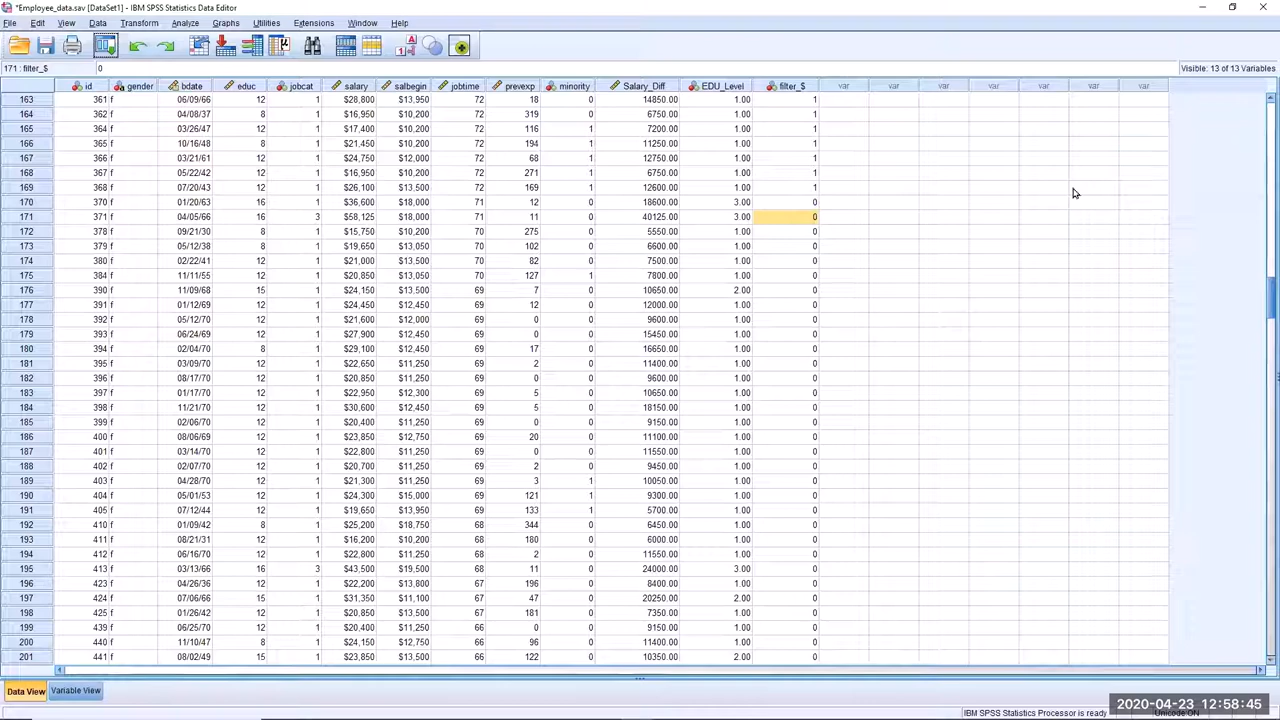 *Employee_data.sav [DataSet1] - IBM SPSS Statistics Data Editor
File Edit View Data Transform Analyze Graphs Utilities Extensions Window Help
171 : filter_$ 0 Visible: 13 of 13 Variables
id gender bdate educ jobcat salary salbegin jobtime prevexp minority Salary_Diff EDU_Level filter_$ var var var var var var var
163 361 f 06/09/66 12 1 $28,800 $13,950 72 18 0 14850.00 1.00 1
164 362 f 04/08/37 8 1 $16,950 $10,200 72 319 0 6750.00 1.00 1
165 364 f 03/26/47 12 1 $17,400 $10,200 72 116 1 7200.00 1.00 1
166 365 f 10/16/48 8 1 $21,450 $10,200 72 194 1 11250.00 1.00 1
167 366 f 03/21/61 12 1 $24,750 $12,000 72 68 1 12750.00 1.00 1
168 367 f 05/22/42 12 1 $16,950 $10,200 72 271 1 6750.00 1.00 1
169 368 f 07/20/43 12 1 $26,100 $13,500 72 169 1 12600.00 1.00 1
170 370 f 01/20/63 16 1 $36,600 $18,000 71 12 0 18600.00 3.00 0
171 371 f 04/05/66 16 3 $58,125 $18,000 71 11 0 40125.00 3.00 0
172 378 f 09/21/30 8 1 $15,750 $10,200 70 275 0 5550.00 1.00 0
173 379 f 05/12/38 8 1 $19,650 $13,050 70 102 0 6600.00 1.00 0
174 380 f 02/22/41 12 1 $21,000 $13,500 70 82 0 7500.00 1.00 0
175 384 f 11/11/55 12 1 $20,850 $13,050 70 127 1 7800.00 1.00 0
176 390 f 11/09/68 15 1 $24,150 $13,500 69 7 0 10650.00 2.00 0
177 391 f 01/12/69 12 1 $24,450 $12,450 69 12 0 12000.00 1.00 0
178 392 f 05/12/70 12 1 $21,600 $12,000 69 0 0 9600.00 1.00 0
179 393 f 06/24/69 12 1 $27,900 $12,450 69 0 0 15450.00 1.00 0
180 394 f 02/04/70 8 1 $29,100 $12,450 69 17 0 16650.00 1.00 0
181 395 f 03/09/70 12 1 $22,650 $11,250 69 2 0 11400.00 1.00 0
182 396 f 08/17/70 12 1 $20,850 $11,250 69 0 0 9600.00 1.00 0
183 397 f 01/17/70 12 1 $22,950 $12,300 69 5 0 10650.00 1.00 0
184 398 f 11/21/70 12 1 $30,600 $12,450 69 5 0 18150.00 1.00 0
185 399 f 02/06/70 12 1 $20,400 $11,250 69 0 0 9150.00 1.00 0
186 400 f 08/06/69 12 1 $23,850 $12,750 69 20 0 11100.00 1.00 0
187 401 f 03/14/70 12 1 $22,800 $11,250 69 0 0 11550.00 1.00 0
188 402 f 02/07/70 12 1 $20,700 $11,250 69 2 0 9450.00 1.00 0
189 403 f 04/28/70 12 1 $21,300 $11,250 69 3 1 10050.00 1.00 0
190 404 f 05/01/53 12 1 $24,300 $15,000 69 121 1 9300.00 1.00 0
191 405 f 07/12/44 12 1 $19,650 $13,950 69 133 1 5700.00 1.00 0
192 410 f 01/09/42 8 1 $25,200 $18,750 68 344 0 6450.00 1.00 0
193 411 f 08/21/31 12 1 $16,200 $10,200 68 180 0 6000.00 1.00 0
194 412 f 06/16/70 12 1 $22,800 $11,250 68 2 0 11550.00 1.00 0
195 413 f 03/13/66 16 3 $43,500 $19,500 68 11 0 24000.00 3.00 0
196 423 f 04/26/36 12 1 $22,200 $13,800 67 196 0 8400.00 1.00 0
197 424 f 07/06/66 15 1 $31,350 $11,100 67 47 0 20250.00 2.00 0
198 425 f 01/26/42 12 1 $20,850 $13,500 67 181 0 7350.00 1.00 0
199 439 f 06/25/70 12 1 $20,400 $11,250 66 0 0 9150.00 1.00 0
200 440 f 11/10/47 8 1 $24,150 $12,750 66 96 0 11400.00 1.00 0
201 441 f 08/02/49 15 1 $23,850 $13,500 66 122 0 10350.00 2.00 0
Data View Variable View
IBM SPSS Statistics Processor is ready Unicode:ON
2020-04-23 12:58:45